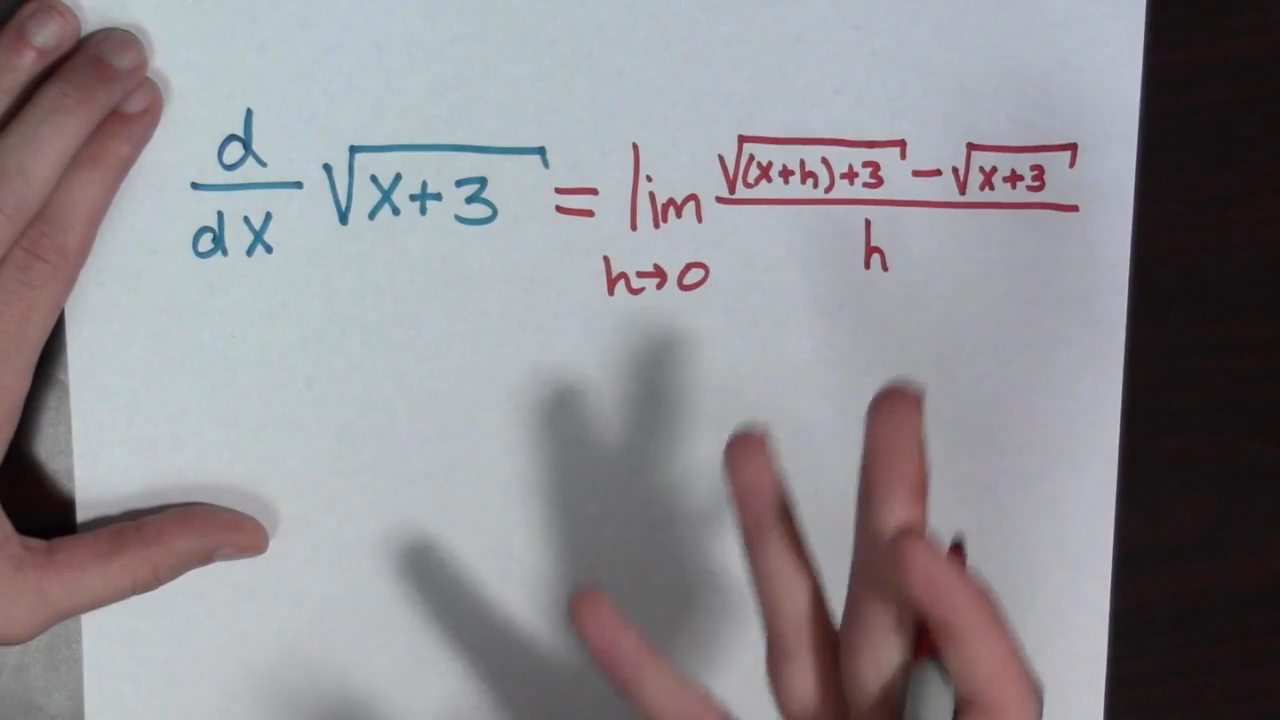 d/dx √(x+3) = lim h→0 (√((x+h)+3) - √(x+3))/h